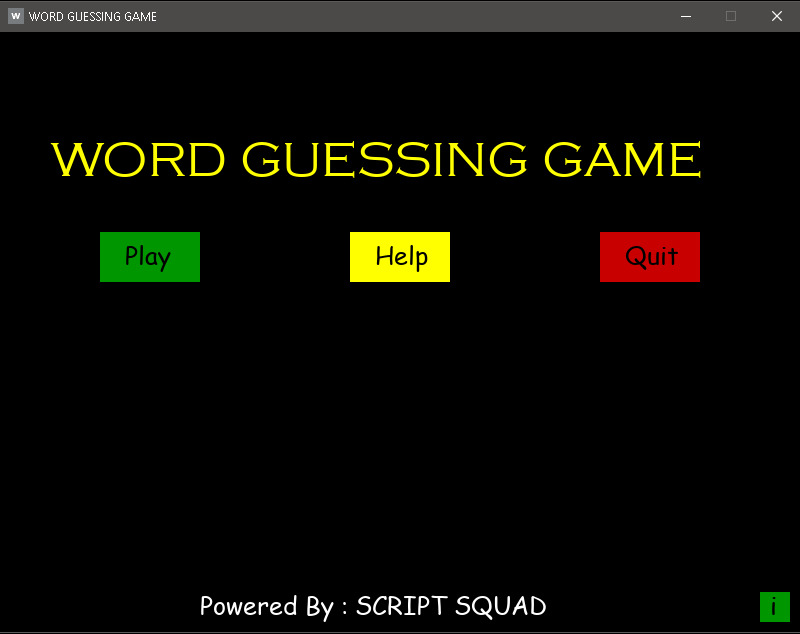 W WORD GUESSING GAME
WORD GUESSING GAME
Play Help Quit
Powered By : SCRIPT SQUAD
i